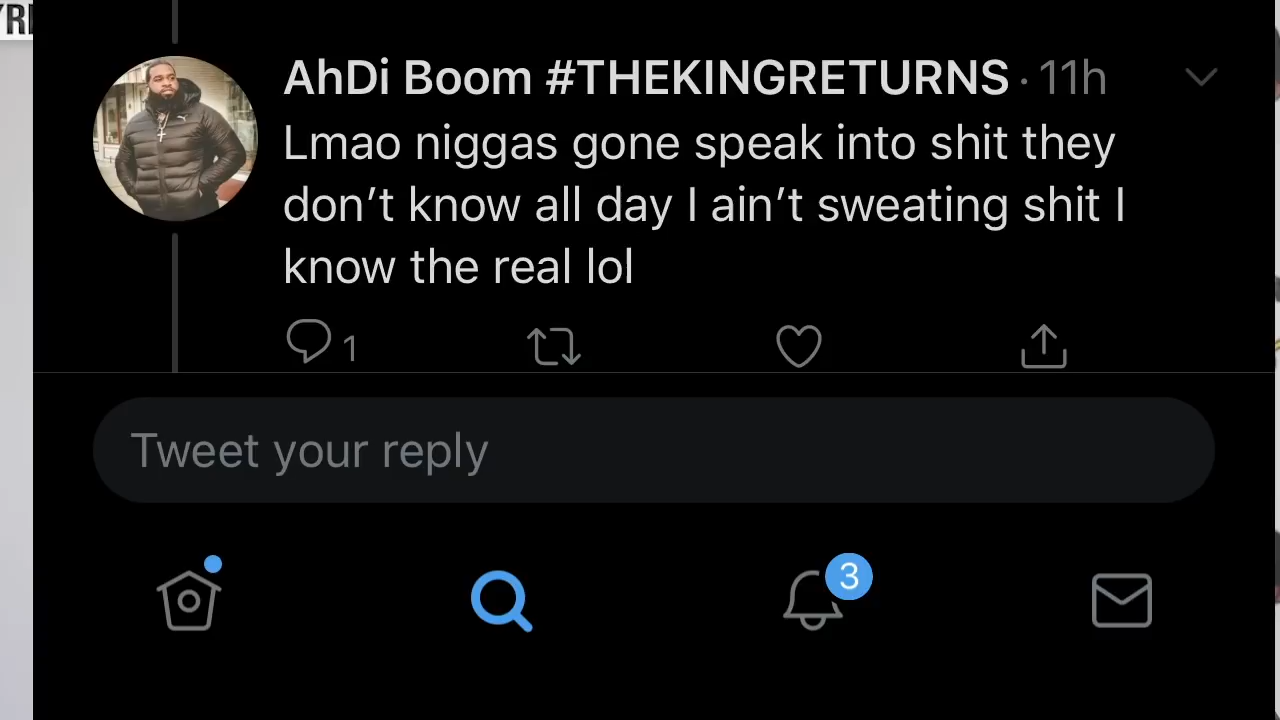 AhDi Boom #THEKINGRETURNS · 11h
Lmao niggas gone speak into shit they
don't know all day I ain't sweating shit I
know the real lol
1
Tweet your reply
3